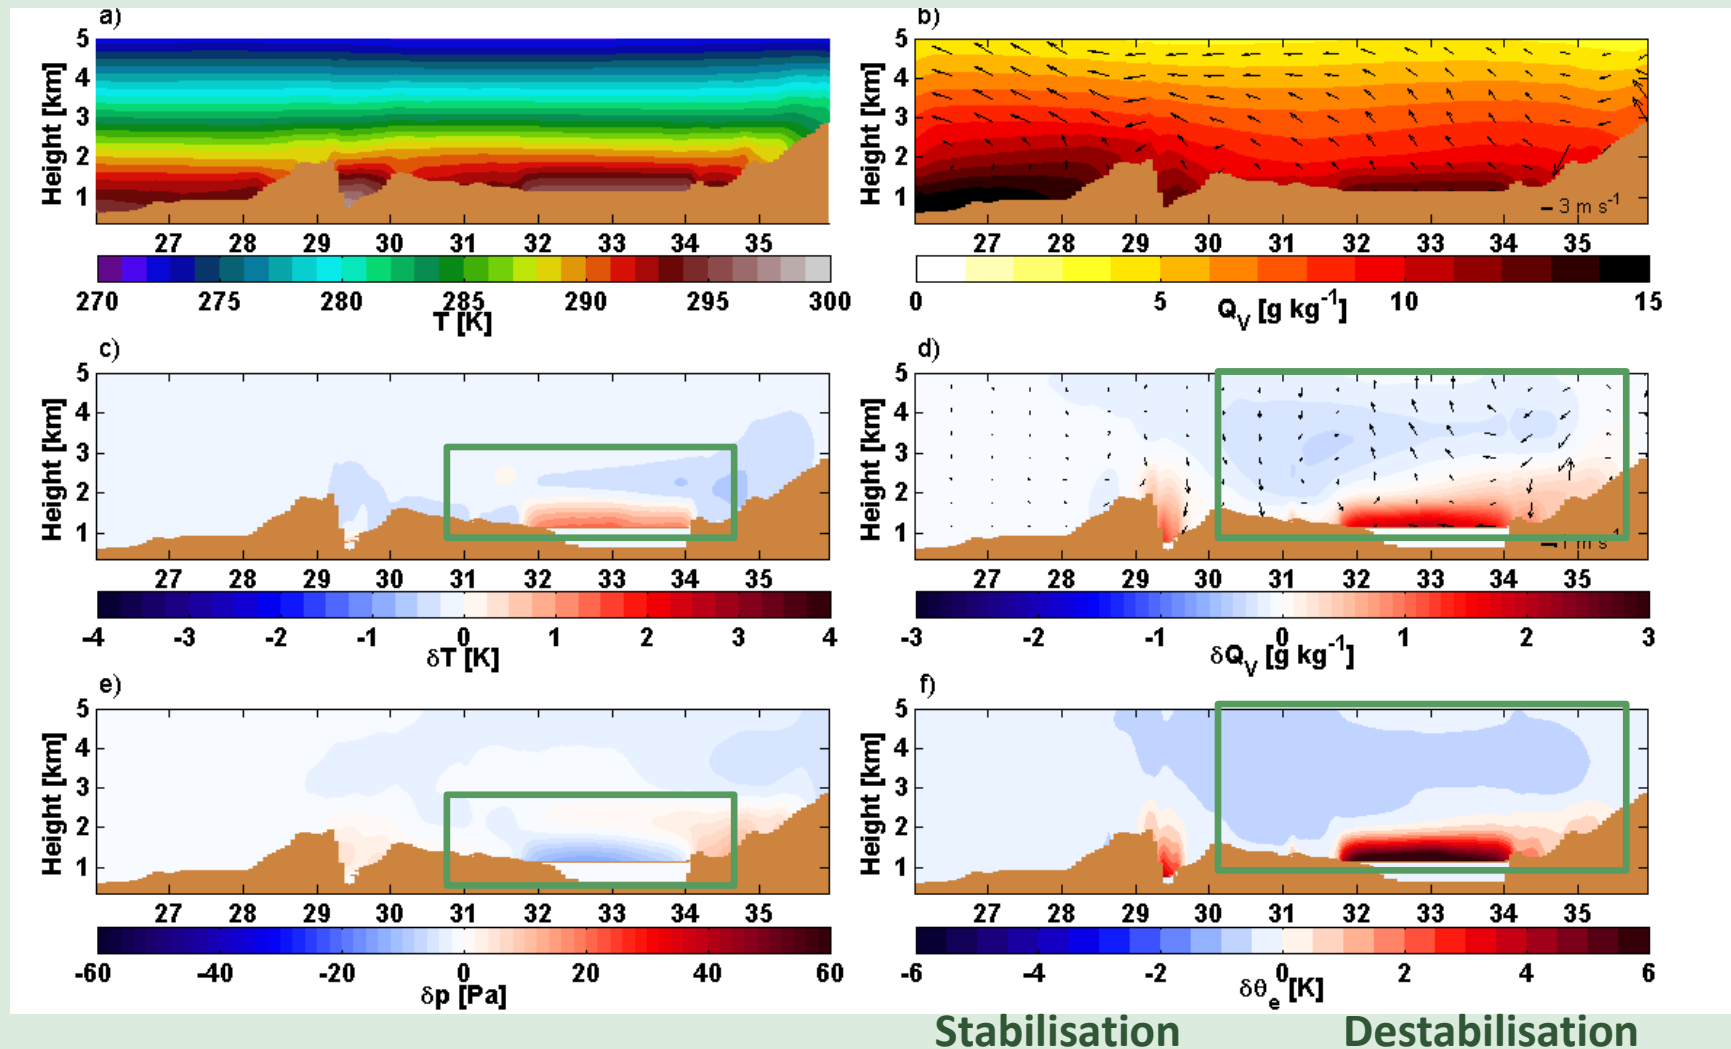 a)
Height [km]
5
4
3
2
1
27 28 29 30 31 32 33 34 35
270 275 280 285 290 295 300
T [K]
b)
Height [km]
5
4
3
2
1
3 m s⁻¹
27 28 29 30 31 32 33 34 35
0 5 10 15
Q_V [g kg⁻¹]
c)
Height [km]
5
4
3
2
1
27 28 29 30 31 32 33 34 35
-4 -3 -2 -1 0 1 2 3 4
δT [K]
d)
Height [km]
5
4
3
2
1
1 m s⁻¹
27 28 29 30 31 32 33 34 35
-3 -2 -1 0 1 2 3
δQ_V [g kg⁻¹]
e)
Height [km]
5
4
3
2
1
27 28 29 30 31 32 33 34 35
-60 -40 -20 0 20 40 60
δp [Pa]
f)
Height [km]
5
4
3
2
1
27 28 29 30 31 32 33 34 35
-6 -4 -2 0 2 4 6
δθ_e [K]
Stabilisation Destabilisation